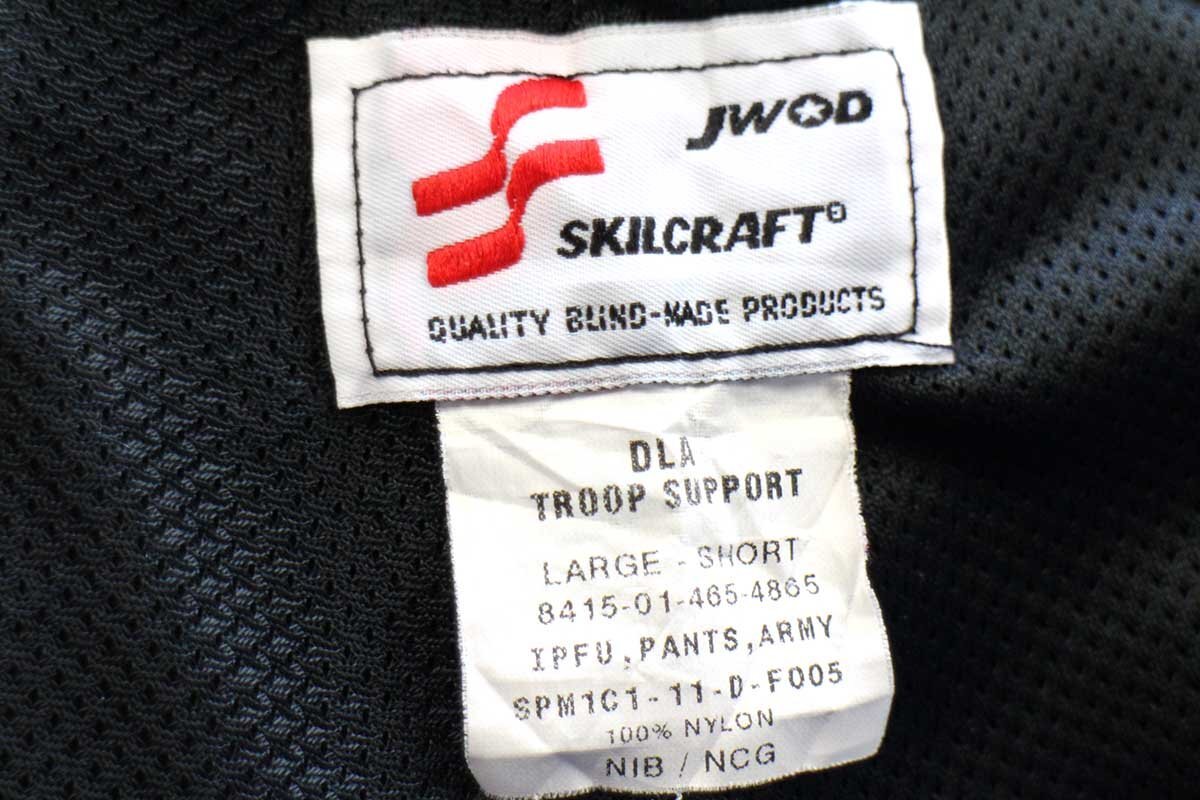 JWOD
SKILCRAFT®
QUALITY BLIND-MADE PRODUCTS
DLA
TROOP SUPPORT
LARGE - SHORT
8415-01-465-4865
IPFU,PANTS,ARMY
SPM1C1-11-D-F005
100% NYLON
NIB / NCG